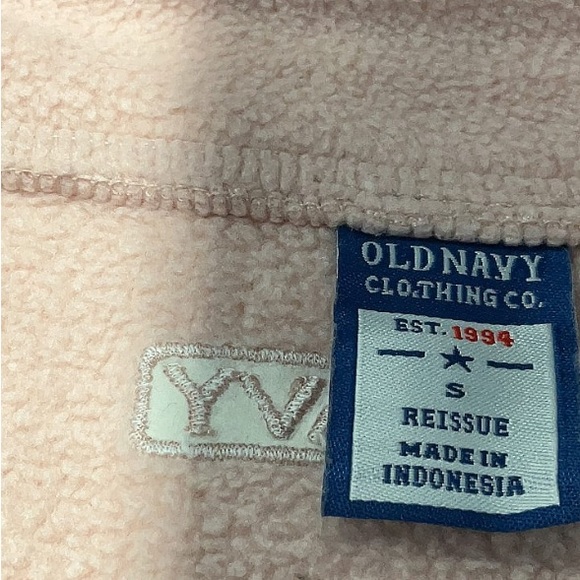 OLD NAVY
CLOTHING CO.
EST. 1994
S
REISSUE
MADE IN
INDONESIA